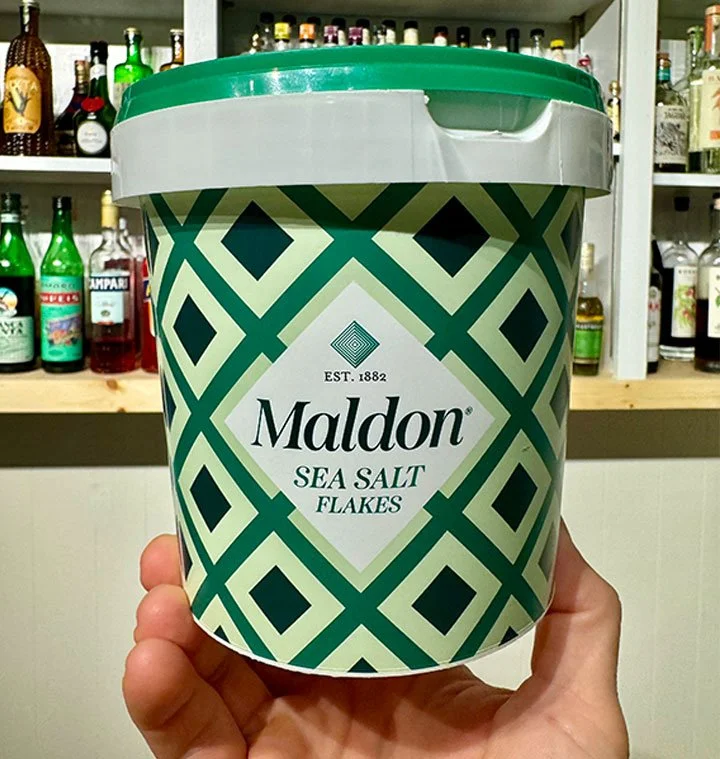 EST. 1882
Maldon®
SEA SALT
FLAKES
CAMPARI